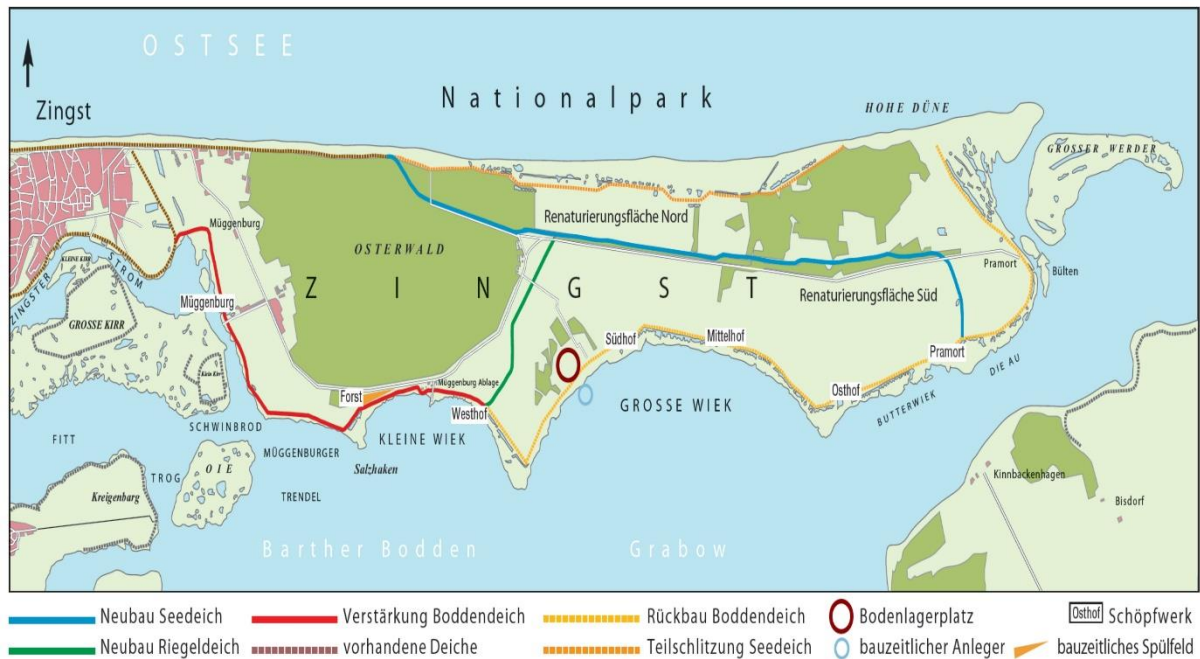 OSTSEE
Nationalpark
Zingst
HOHE DÜNE
GROSSER WERDER
Müggenburg
Renaturierungsfläche Nord
OSTERWALD
KLEINE KIRR
ZINGSTER STROM
Pramort
Bülten
ZINGST
Renaturierungsfläche Süd
Müggenburg
GROSSE KIRR
Südhof
Mittelhof
Pramort
DIE AU
Forst
Müggenburg Ablage
Osthof
Westhof
GROSSE WIEK
BUTTERWIEK
SCHWINBROD
KLEINE WIEK
FITT
MÜGGENBURGER
OIE
Salzhaken
TROG
Kreigenbarg
TRENDEL
Kinnbackenhagen
Bisdorf
Barther Bodden
Grabow
Neubau Seedeich
Verstärkung Boddendeich
Rückbau Boddendeich
Bodenlagerplatz
Osthof Schöpfwerk
Neubau Riegeldeich
vorhandene Deiche
Teilschlitzung Seedeich
bauzeitlicher Anleger
bauzeitliches Spülfeld